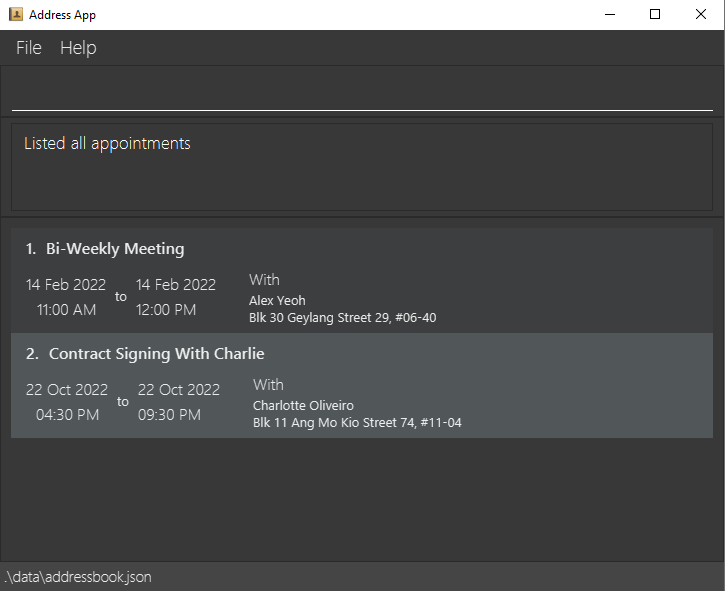 Address App
File Help
Listed all appointments
1. Bi-Weekly Meeting
14 Feb 2022
11:00 AM
to
14 Feb 2022
12:00 PM
With
Alex Yeoh
Blk 30 Geylang Street 29, #06-40
2. Contract Signing With Charlie
22 Oct 2022
04:30 PM
to
22 Oct 2022
09:30 PM
With
Charlotte Oliveiro
Blk 11 Ang Mo Kio Street 74, #11-04
.\data\addressbook.json